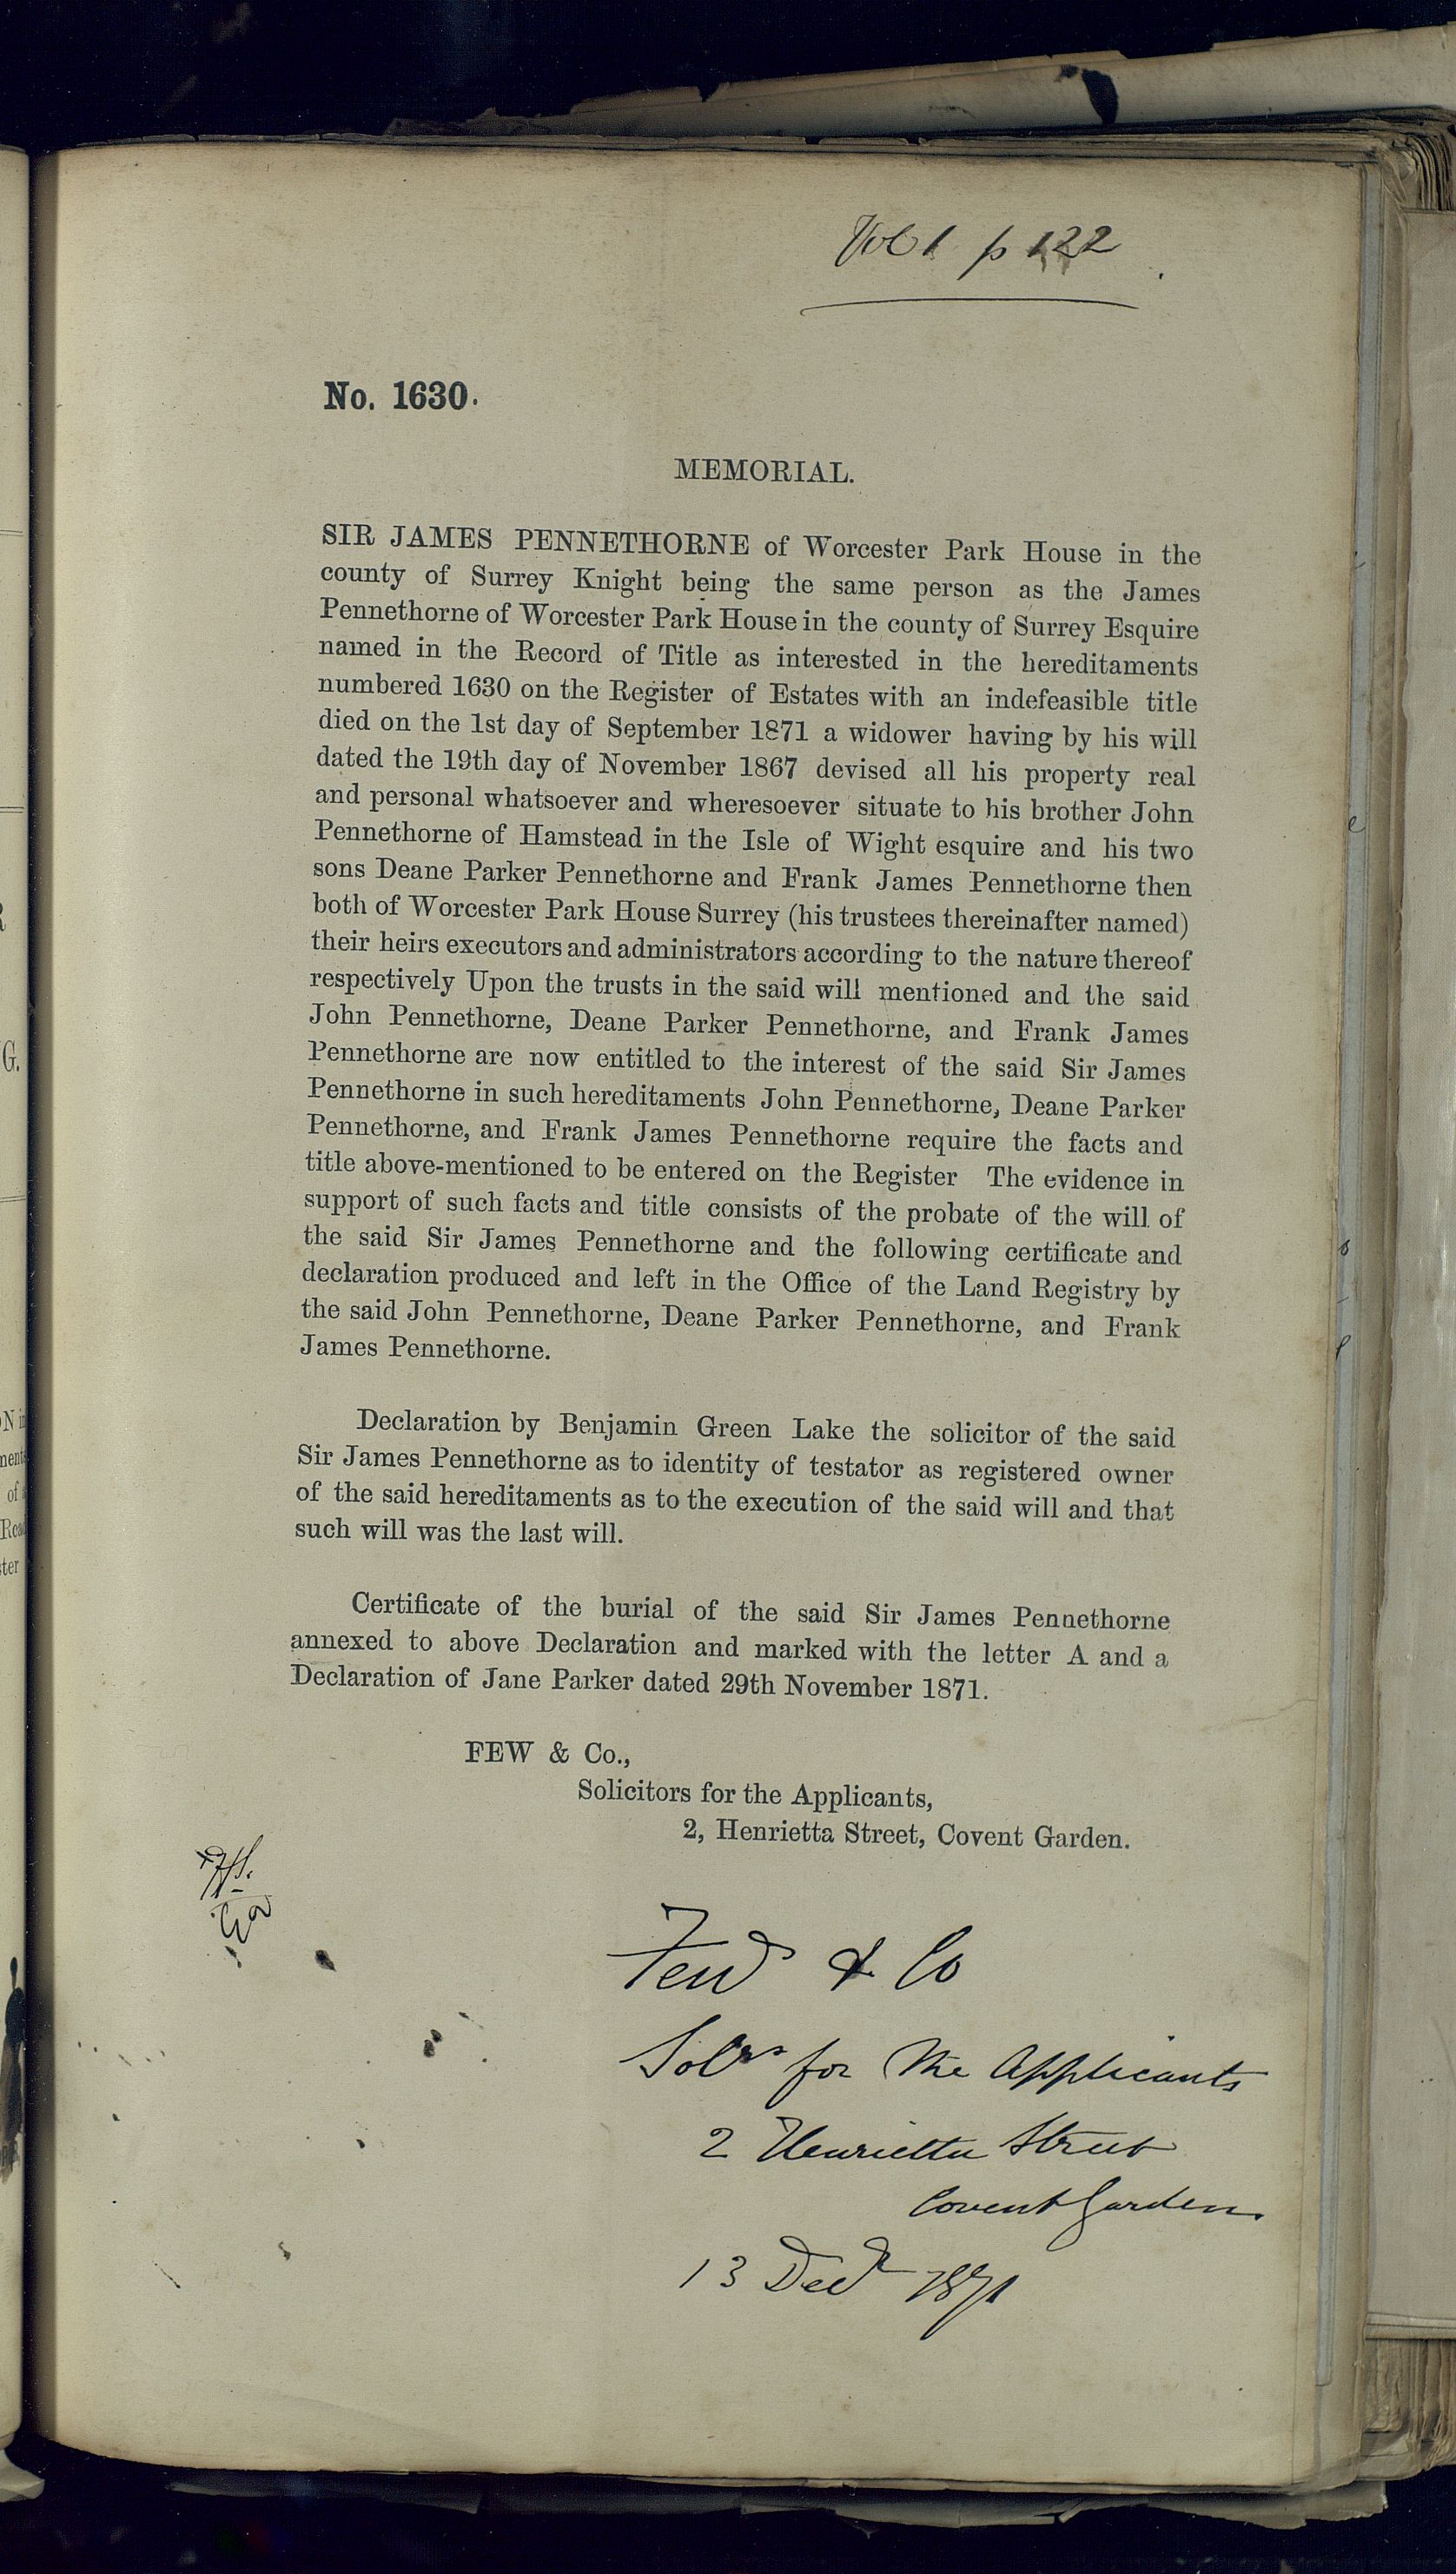 Vol 1 p 122
No. 1630.
MEMORIAL.
SIR JAMES PENNETHORNE of Worcester Park House in the
county of Surrey Knight being the same person as the James
Pennethorne of Worcester Park House in the county of Surrey Esquire
named in the Record of Title as interested in the hereditaments
numbered 1630 on the Register of Estates with an indefeasible title
died on the 1st day of September 1871 a widower having by his will
dated the 19th day of November 1867 devised all his property real
and personal whatsoever and wheresoever situate to his brother John
Pennethorne of Hamstead in the Isle of Wight esquire and his two
sons Deane Parker Pennethorne and Frank James Pennethorne then
both of Worcester Park House Surrey (his trustees thereinafter named)
their heirs executors and administrators according to the nature thereof
respectively Upon the trusts in the said will mentioned and the said
John Pennethorne, Deane Parker Pennethorne, and Frank James
Pennethorne are now entitled to the interest of the said Sir James
Pennethorne in such hereditaments John Pennethorne, Deane Parker
Pennethorne, and Frank James Pennethorne require the facts and
title above-mentioned to be entered on the Register The evidence in
support of such facts and title consists of the probate of the will of
the said Sir James Pennethorne and the following certificate and
declaration produced and left in the Office of the Land Registry by
the said John Pennethorne, Deane Parker Pennethorne, and Frank
James Pennethorne.
Declaration by Benjamin Green Lake the solicitor of the said
Sir James Pennethorne as to identity of testator as registered owner
of the said hereditaments as to the execution of the said will and that
such will was the last will.
Certificate of the burial of the said Sir James Pennethorne
annexed to above Declaration and marked with the letter A and a
Declaration of Jane Parker dated 29th November 1871.
FEW & Co.,
Solicitors for the Applicants,
2, Henrietta Street, Covent Garden.
Few & Co
Solrs for the Applicants
2 Henrietta Street
Covent Garden.
13 Decr 1871